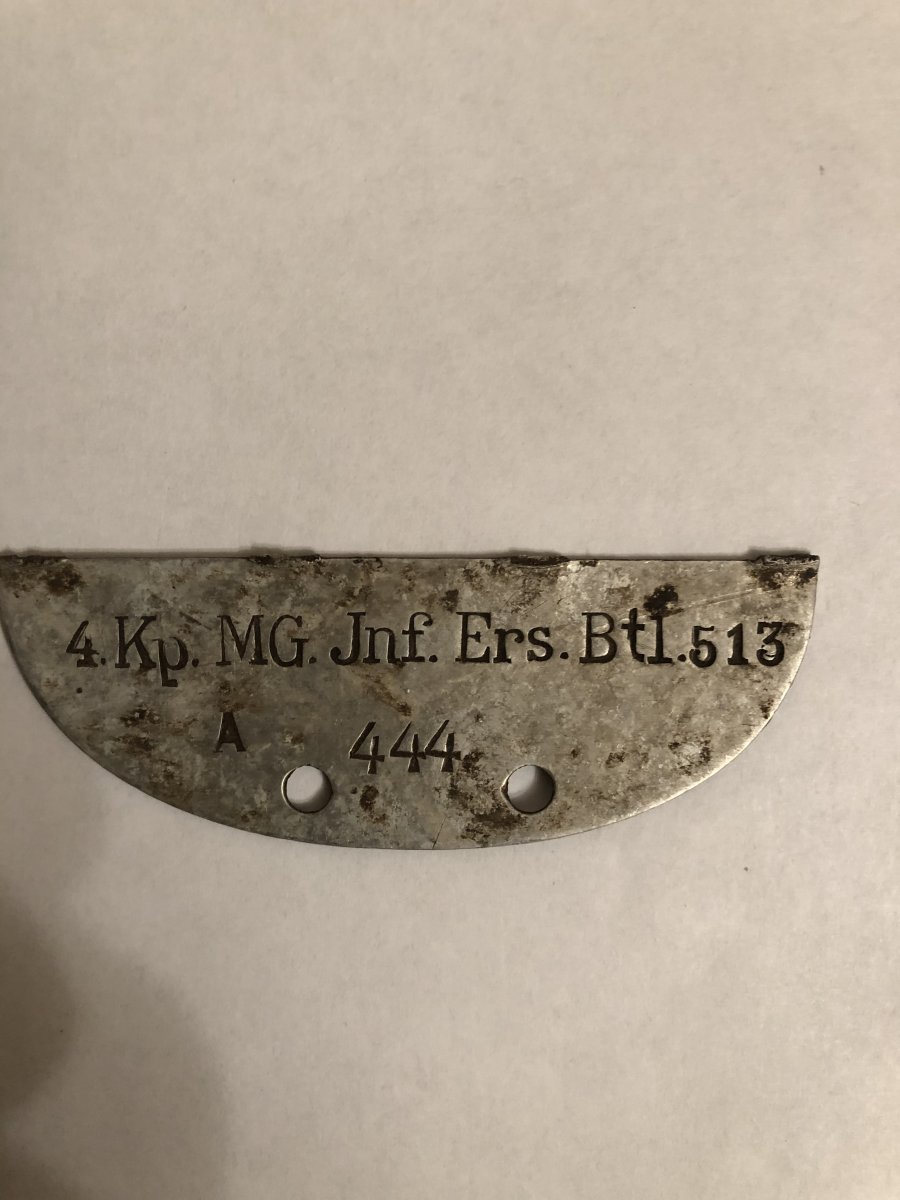 4. Kp. MG. Jnf. Ers. Btl. 513
A 444